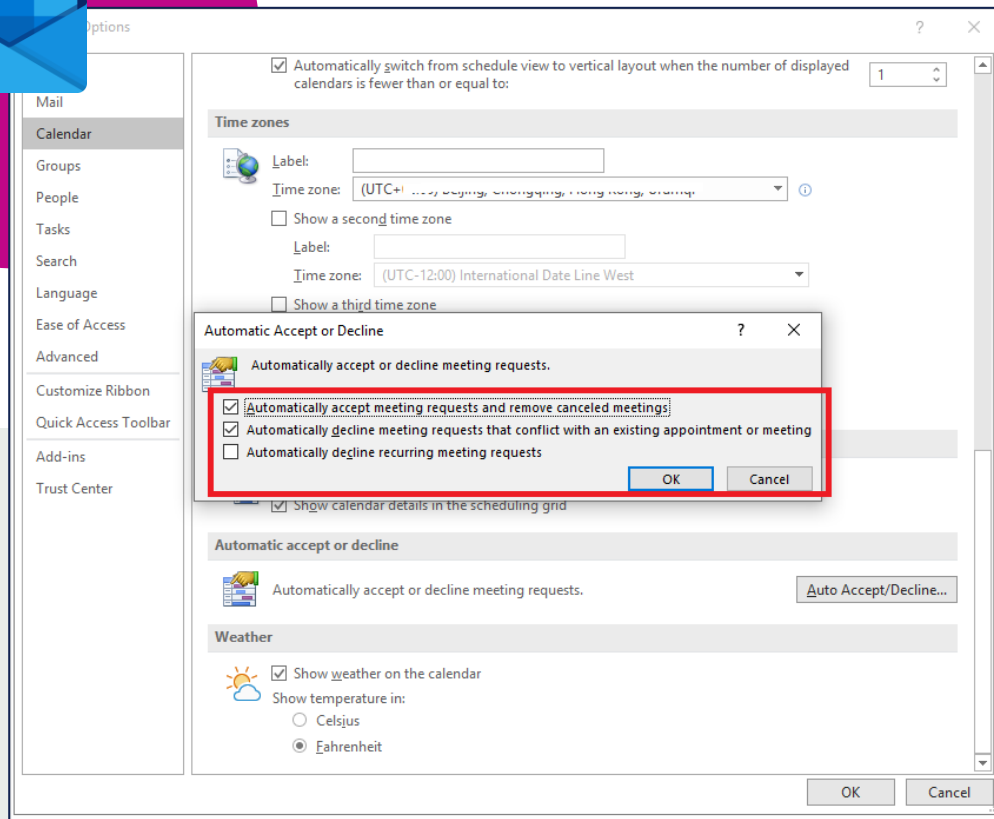 Options
?
Automatically switch from schedule view to vertical layout when the number of displayed
calendars is fewer than or equal to:
1
Mail
Calendar
Groups
People
Tasks
Search
Language
Ease of Access
Advanced
Customize Ribbon
Quick Access Toolbar
Add-ins
Trust Center
Time zones
Label:
Time zone:
(UTC+ Beijing, Chongqing, Hong Kong, Urumqi
Show a second time zone
Label:
Time zone:
(UTC-12:00) International Date Line West
Show a third time zone
Automatic Accept or Decline
?
Automatically accept or decline meeting requests.
Automatically accept meeting requests and remove canceled meetings
Automatically decline meeting requests that conflict with an existing appointment or meeting
Automatically decline recurring meeting requests
OK
Cancel
Show calendar details in the scheduling grid
Automatic accept or decline
Automatically accept or decline meeting requests.
Auto Accept/Decline...
Weather
Show weather on the calendar
Show temperature in:
Celsius
Fahrenheit
OK
Cancel